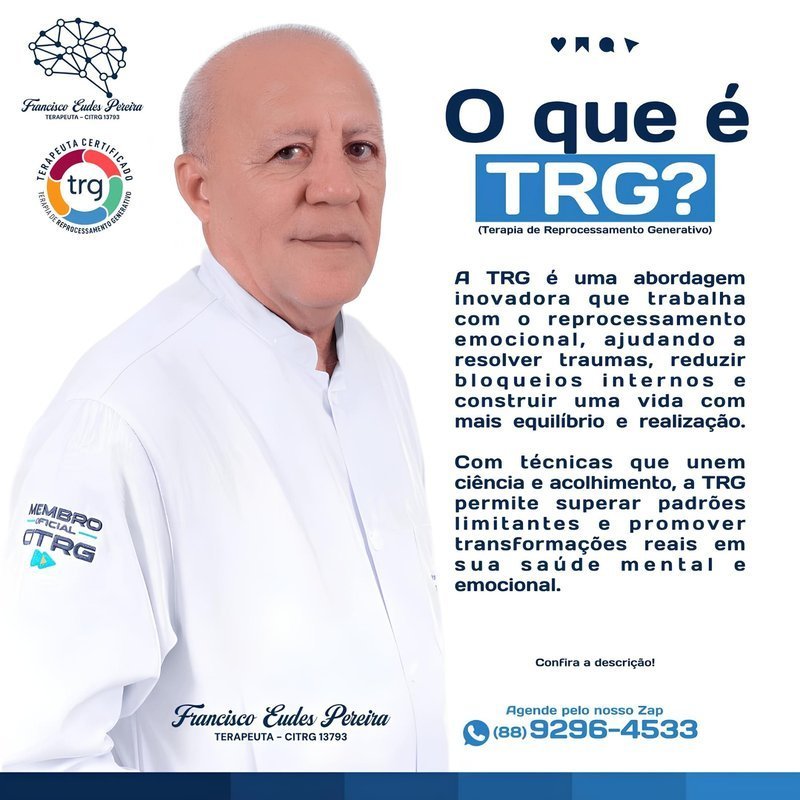 Francisco Eudes Pereira
TERAPEUTA - CITRG 13793
TERAPEUTA CERTIFICADO
trg
TERAPIA DE REPROCESSAMENTO GENERATIVO
O que é
TRG?
(Terapia de Reprocessamento Generativo)
A TRG é uma abordagem
inovadora que trabalha
com o reprocessamento
emocional, ajudando a
resolver traumas, reduzir
bloqueios internos e
construir uma vida com
mais equilíbrio e realização.
Com técnicas que unem
ciência e acolhimento, a TRG
permite superar padrões
limitantes e promover
transformações reais em
sua saúde mental e
emocional.
MEMBRO
OFICIAL
CITRG
Confira a descrição!
Francisco Eudes Pereira
TERAPEUTA - CITRG 13793
Agende pelo nosso Zap
(88) 9296-4533